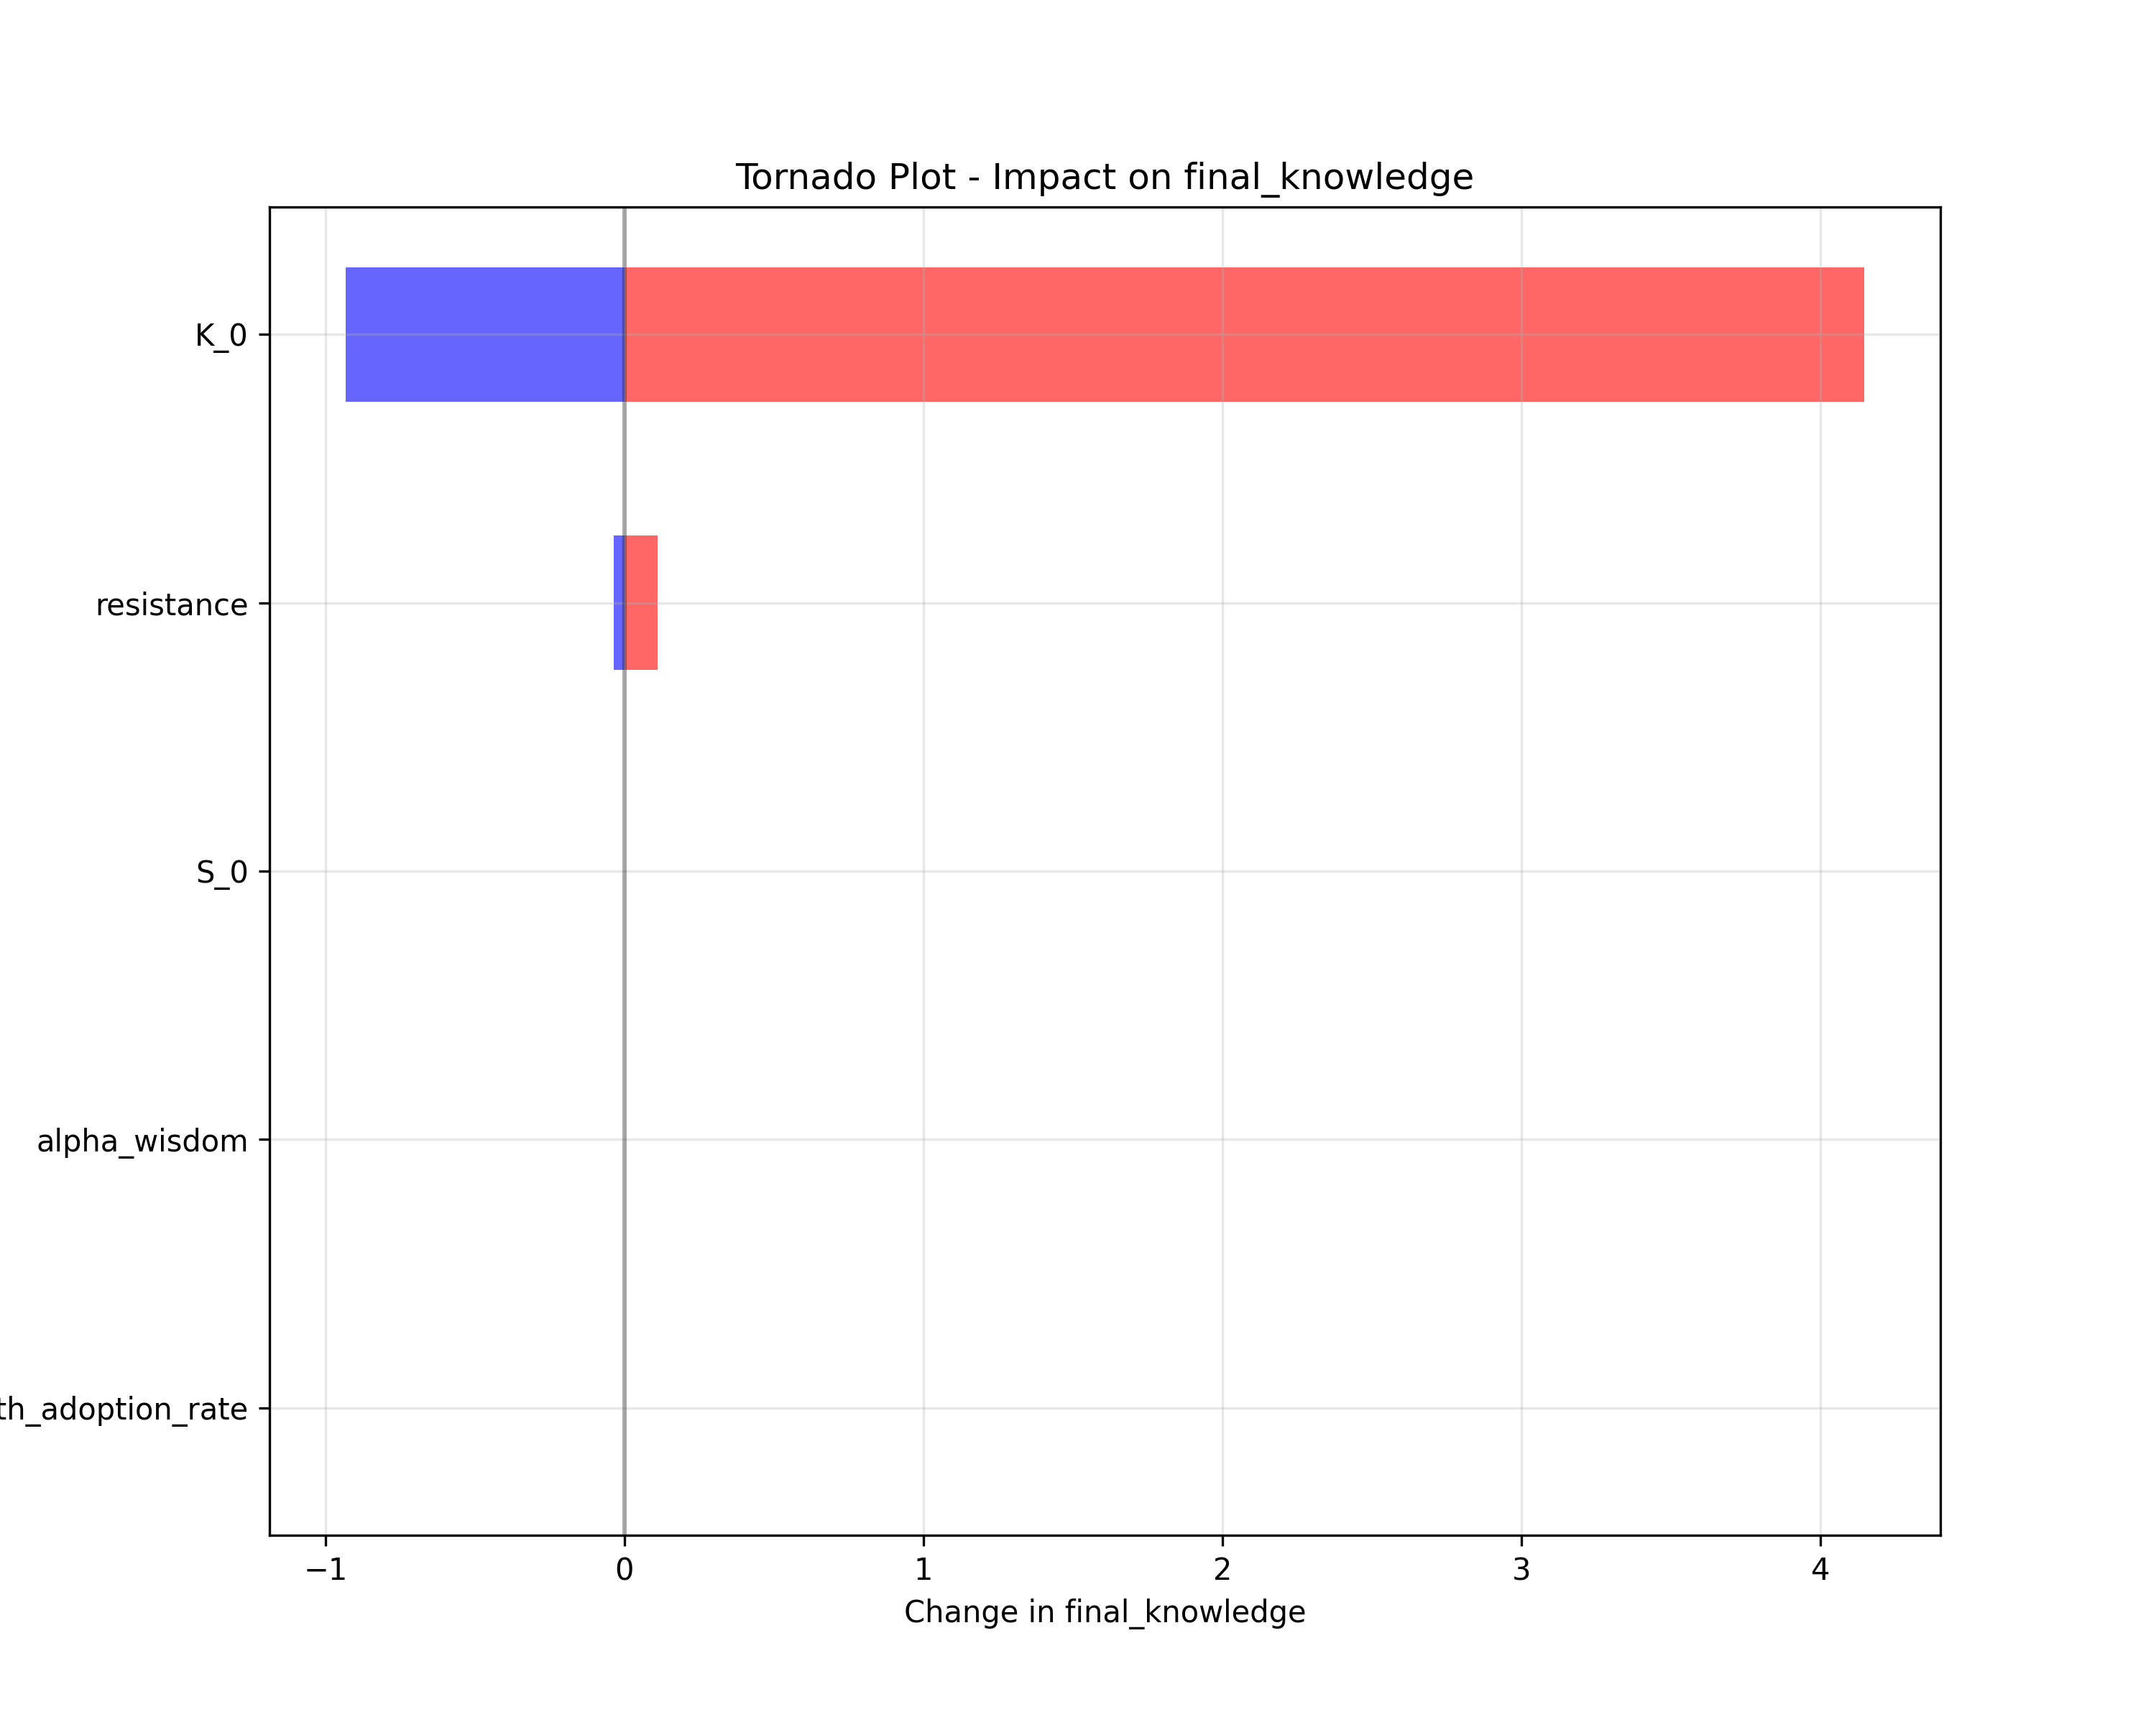 Tornado Plot - Impact on final_knowledge
K_0
resistance
S_0
alpha_wisdom
th_adoption_rate
−1 0 1 2 3 4
Change in final_knowledge